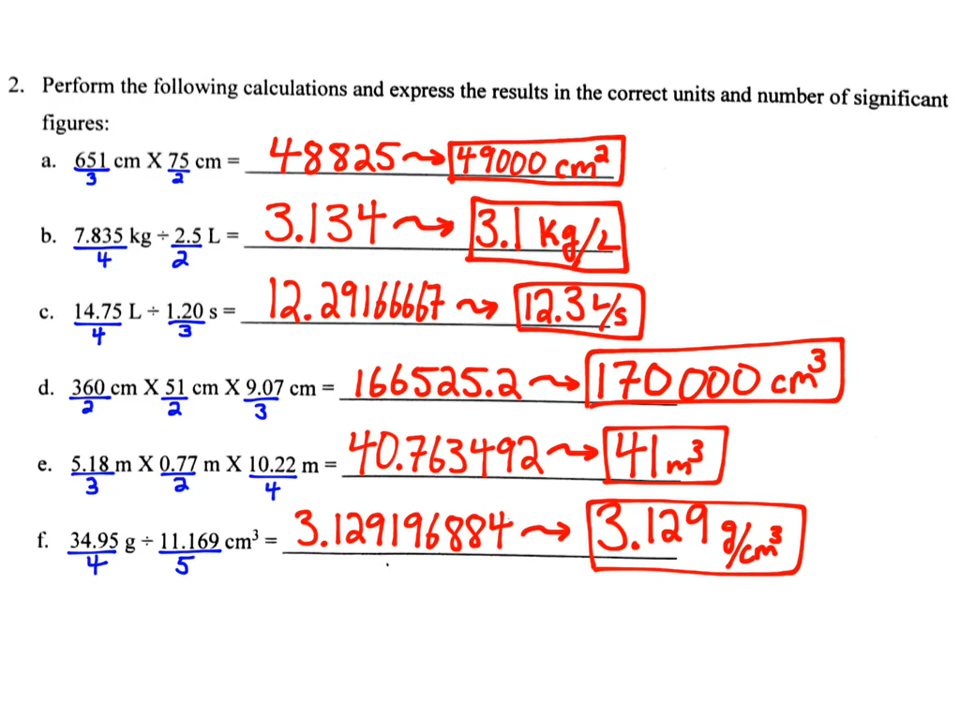 2. Perform the following calculations and express the results in the correct units and number of significant
figures:
a. 651 cm X 75 cm = 48825 ⇝ 49000 cm²
3 2
b. 7.835 kg ÷ 2.5 L = 3.134 ⇝ 3.1 kg/L
4 2
c. 14.75 L ÷ 1.20 s = 12.29166667 ⇝ 12.3 L/s
4 3
d. 360 cm X 51 cm X 9.07 cm = 166525.2 ⇝ 170000 cm³
2 2 3
e. 5.18 m X 0.77 m X 10.22 m = 40.763492 ⇝ 41 m³
3 2 4
f. 34.95 g ÷ 11.169 cm³ = 3.129196884 ⇝ 3.129 g/cm³
4 5